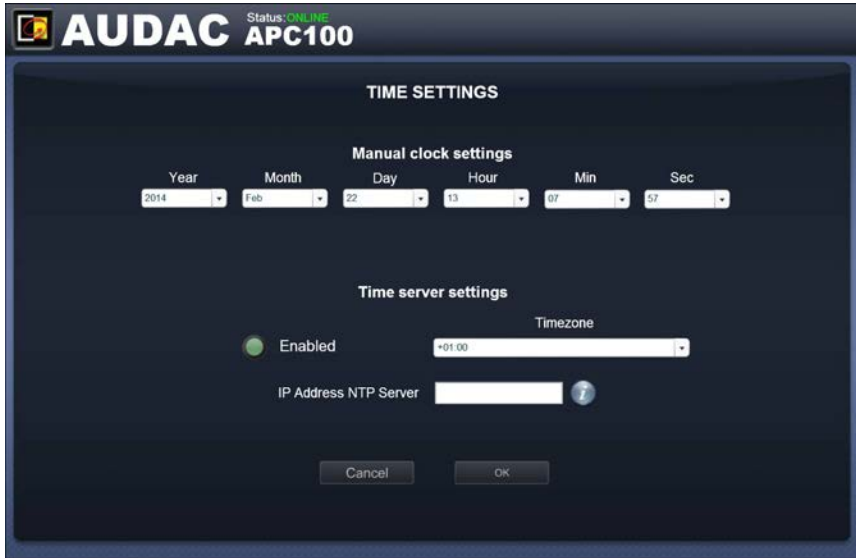 AUDAC Status:ONLINE
APC100
TIME SETTINGS
Manual clock settings
Year Month Day Hour Min Sec
2014 Feb 22 13 07 57
Time server settings
Timezone
Enabled +01:00
IP Address NTP Server i
Cancel OK